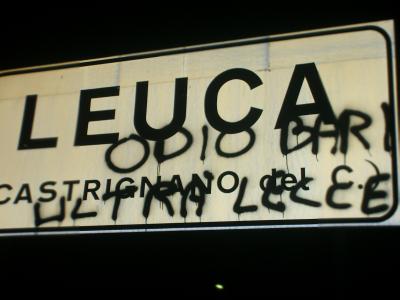 LEUCA
ODIO BARI
CASTRIGNANO del C.
ULTRA LECCE